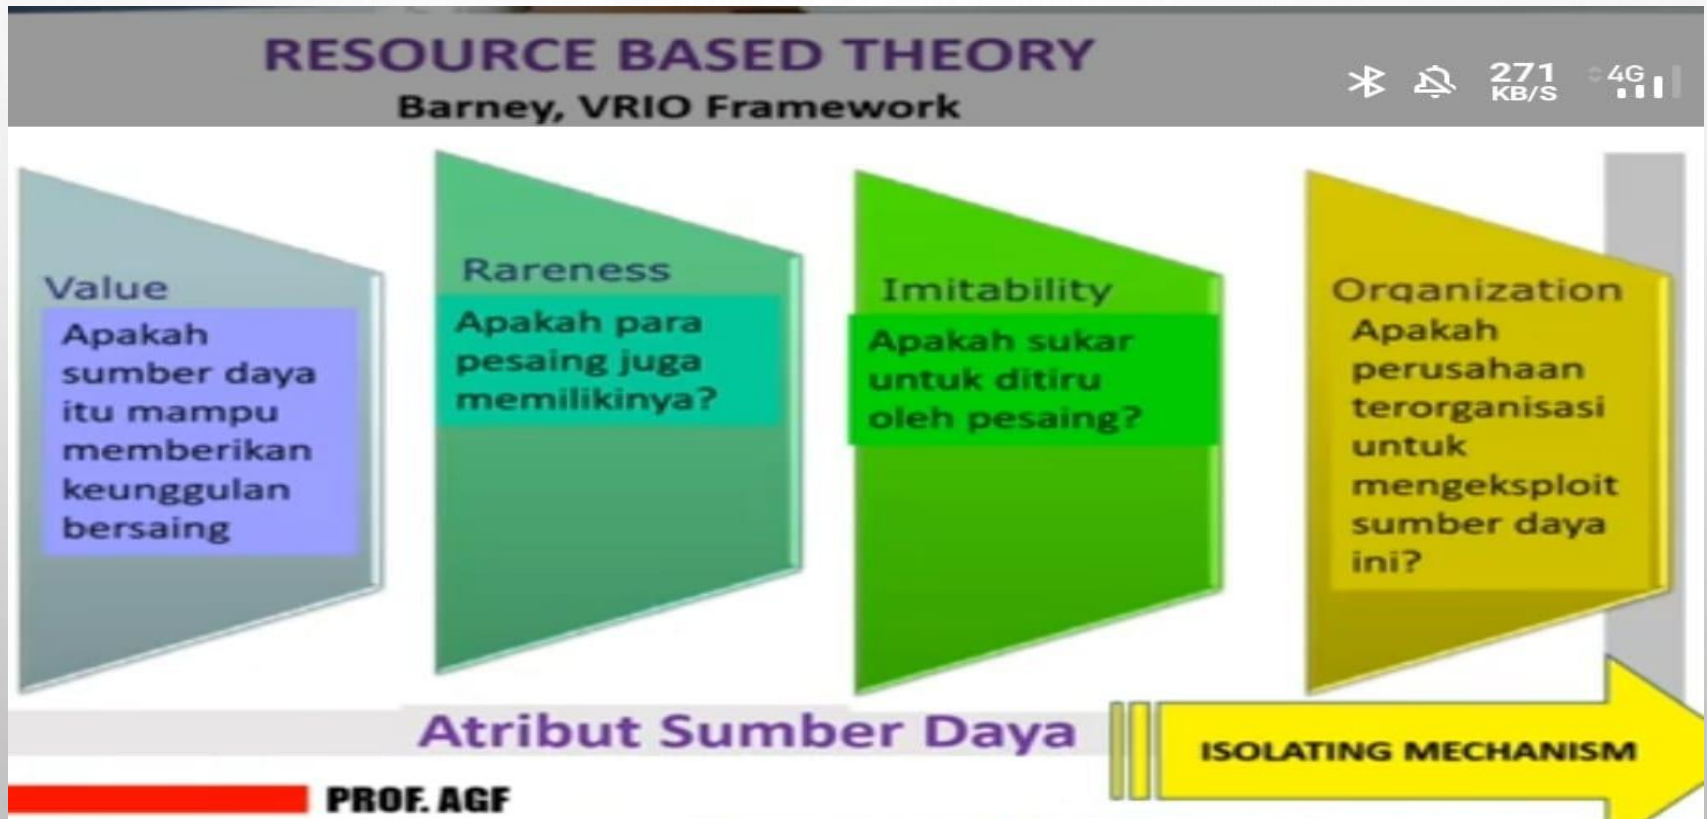 RESOURCE BASED THEORY
Barney, VRIO Framework
271
KB/S
4G
Value
Apakah
sumber daya
itu mampu
memberikan
keunggulan
bersaing
Rareness
Apakah para
pesaing juga
memilikinya?
Imitability
Apakah sukar
untuk ditiru
oleh pesaing?
Organization
Apakah
perusahaan
terorganisasi
untuk
mengeksploit
sumber daya
ini?
Atribut Sumber Daya
ISOLATING MECHANISM
PROF. AGF